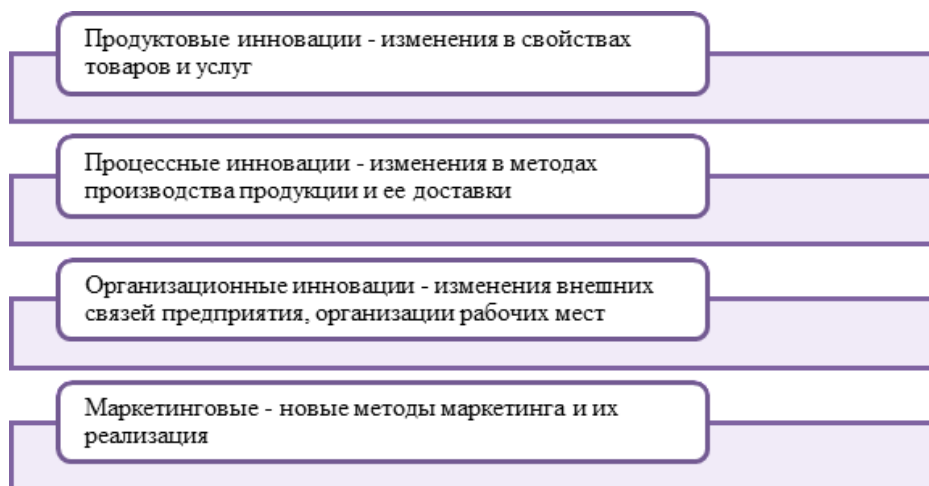 Продуктовые инновации - изменения в свойствах
товаров и услуг
Процессные инновации - изменения в методах
производства продукции и ее доставки
Организационные инновации - изменения внешних
связей предприятия, организации рабочих мест
Маркетинговые - новые методы маркетинга и их
реализация